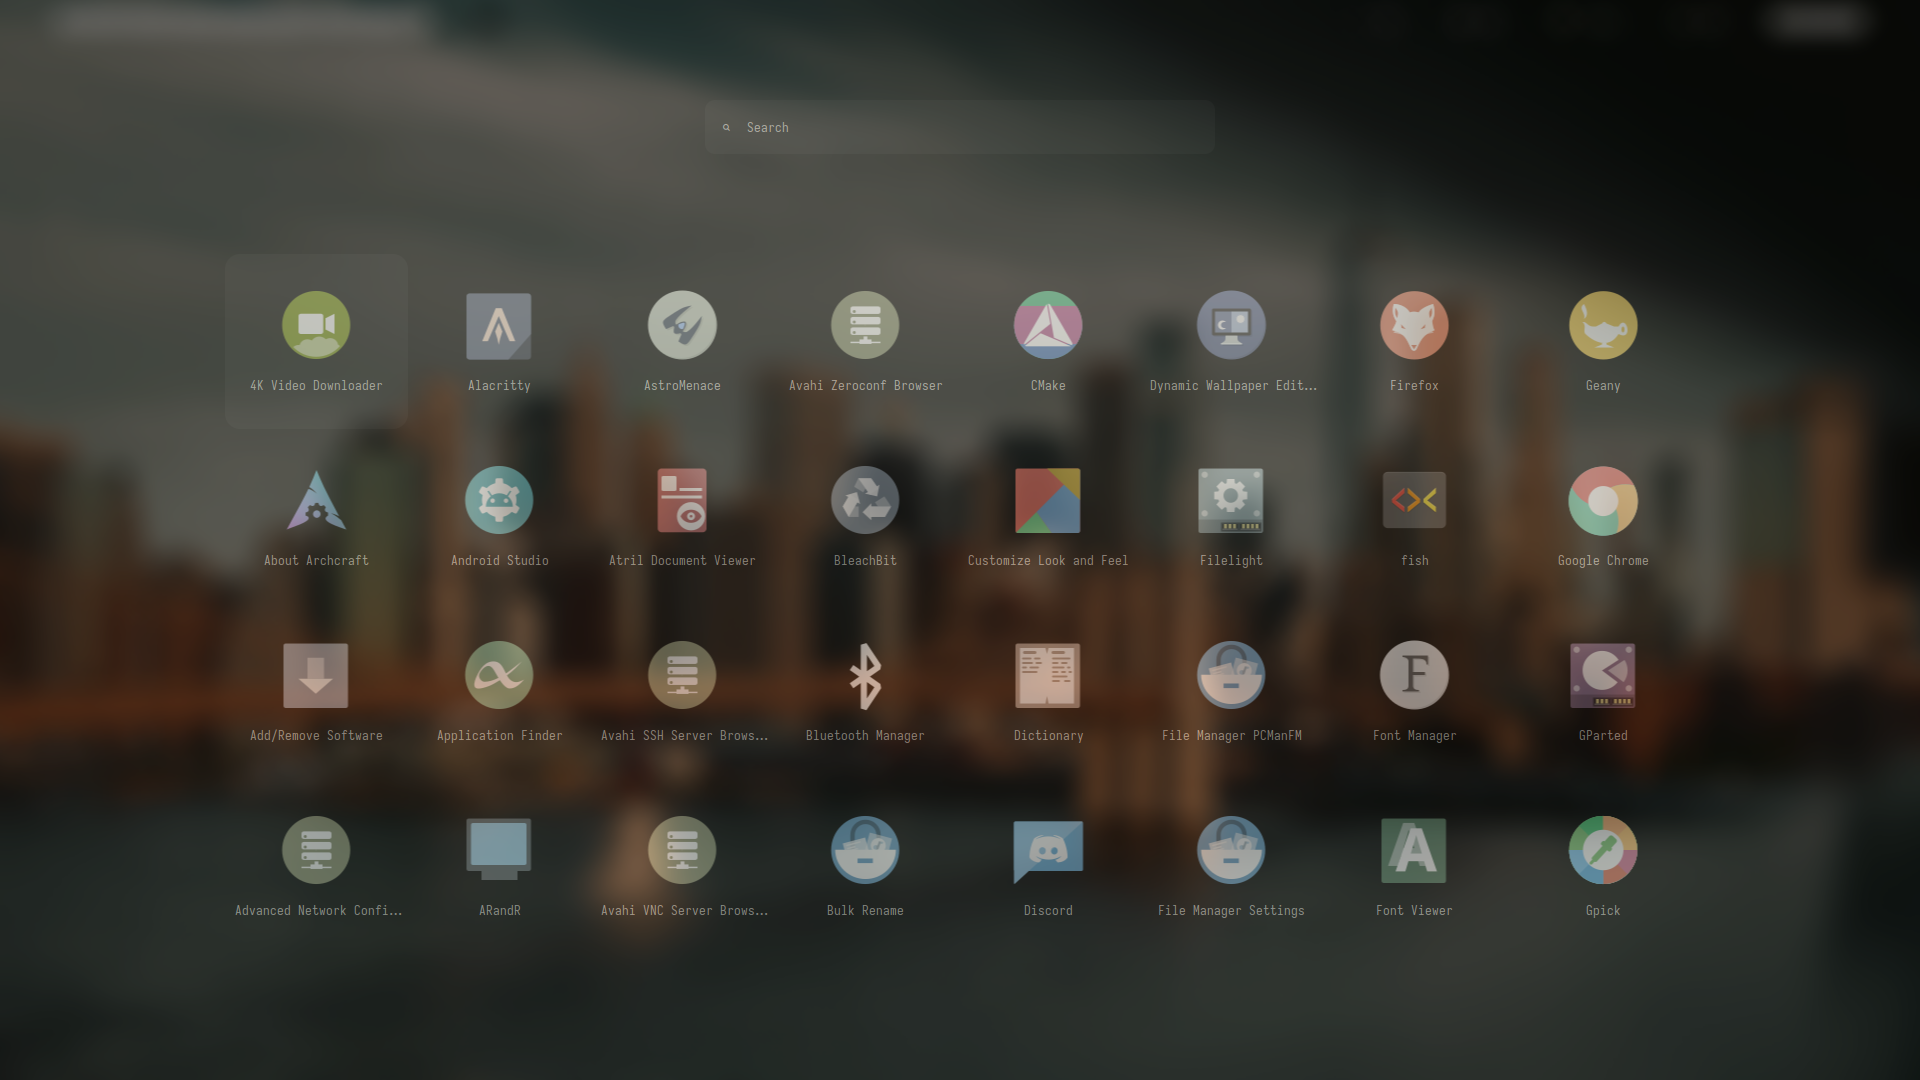 Search
4K Video Downloader
Alacritty
AstroMenace
Avahi Zeroconf Browser
CMake
Dynamic Wallpaper Edit...
Firefox
Geany
About Archcraft
Android Studio
Atril Document Viewer
BleachBit
Customize Look and Feel
Filelight
fish
Google Chrome
Add/Remove Software
Application Finder
Avahi SSH Server Brows...
Bluetooth Manager
Dictionary
File Manager PCManFM
Font Manager
GParted
Advanced Network Confi...
ARandR
Avahi VNC Server Brows...
Bulk Rename
Discord
File Manager Settings
Font Viewer
Gpick